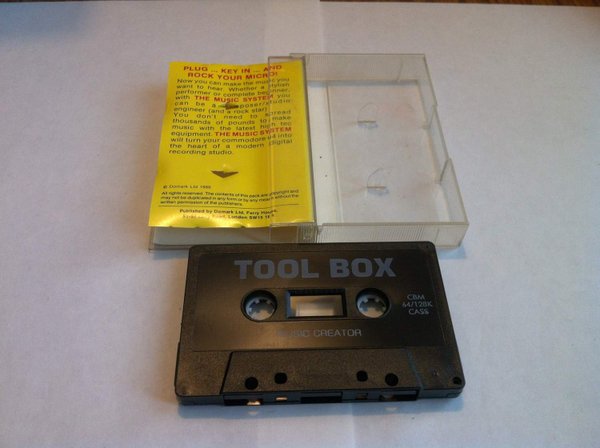 PLUG ... KEY IN ... AND
ROCK YOUR MICRO!
Now you can make the music you
want to hear. Whether a
performer or complete beginner,
with THE MUSIC SYSTEM you
can be a
engineer (and a rock star)
You don't need to spend
thousands of pounds to make
music with the latest high tec
equipment. THE MUSIC SYSTEM
will turn your commodore 64 into
the heart of a modern digital
recording studio.
© Domark Ltd
All rights reserved. The contents of this pack are copyright and
may not be duplicated in any form or by any means without the
written permission of the publishers.
Published by Domark Ltd, Ferry House,
Road, London SW15
TOOL BOX
CBM
64/128K
CASS
MUSIC CREATOR